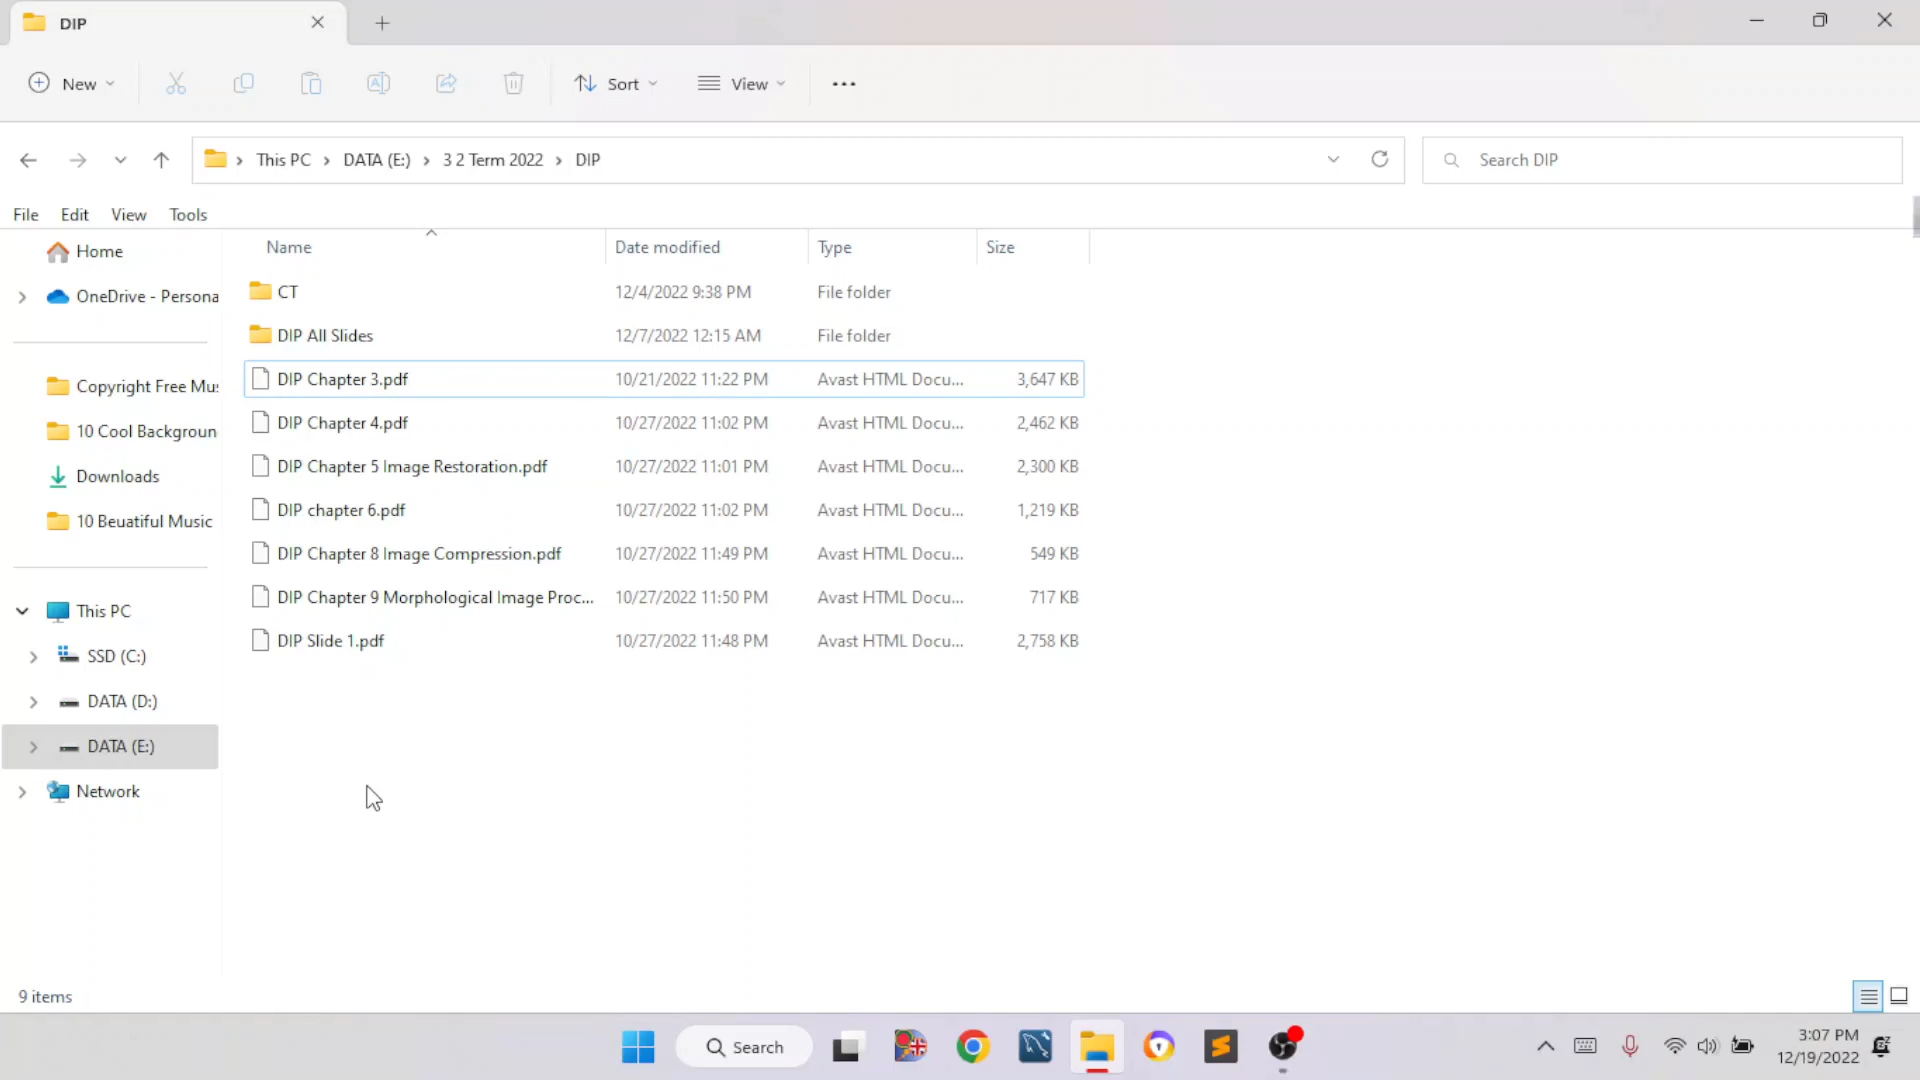 DIP
New
Sort
View
This PC
DATA (E:)
3 2 Term 2022
DIP
Search DIP
File
Edit
View
Tools
Name
Date modified
Type
Size
Home
OneDrive - Persona
Copyright Free Mus
10 Cool Backgroun
Downloads
10 Beuatiful Music
This PC
SSD (C:)
DATA (D:)
DATA (E:)
Network
CT 12/4/2022 9:38 PM File folder
DIP All Slides 12/7/2022 12:15 AM File folder
DIP Chapter 3.pdf 10/21/2022 11:22 PM Avast HTML Docu... 3,647 KB
DIP Chapter 4.pdf 10/27/2022 11:02 PM Avast HTML Docu... 2,462 KB
DIP Chapter 5 Image Restoration.pdf 10/27/2022 11:01 PM Avast HTML Docu... 2,300 KB
DIP chapter 6.pdf 10/27/2022 11:02 PM Avast HTML Docu... 1,219 KB
DIP Chapter 8 Image Compression.pdf 10/27/2022 11:49 PM Avast HTML Docu... 549 KB
DIP Chapter 9 Morphological Image Proc... 10/27/2022 11:50 PM Avast HTML Docu... 717 KB
DIP Slide 1.pdf 10/27/2022 11:48 PM Avast HTML Docu... 2,758 KB
9 items
Search
3:07 PM
12/19/2022